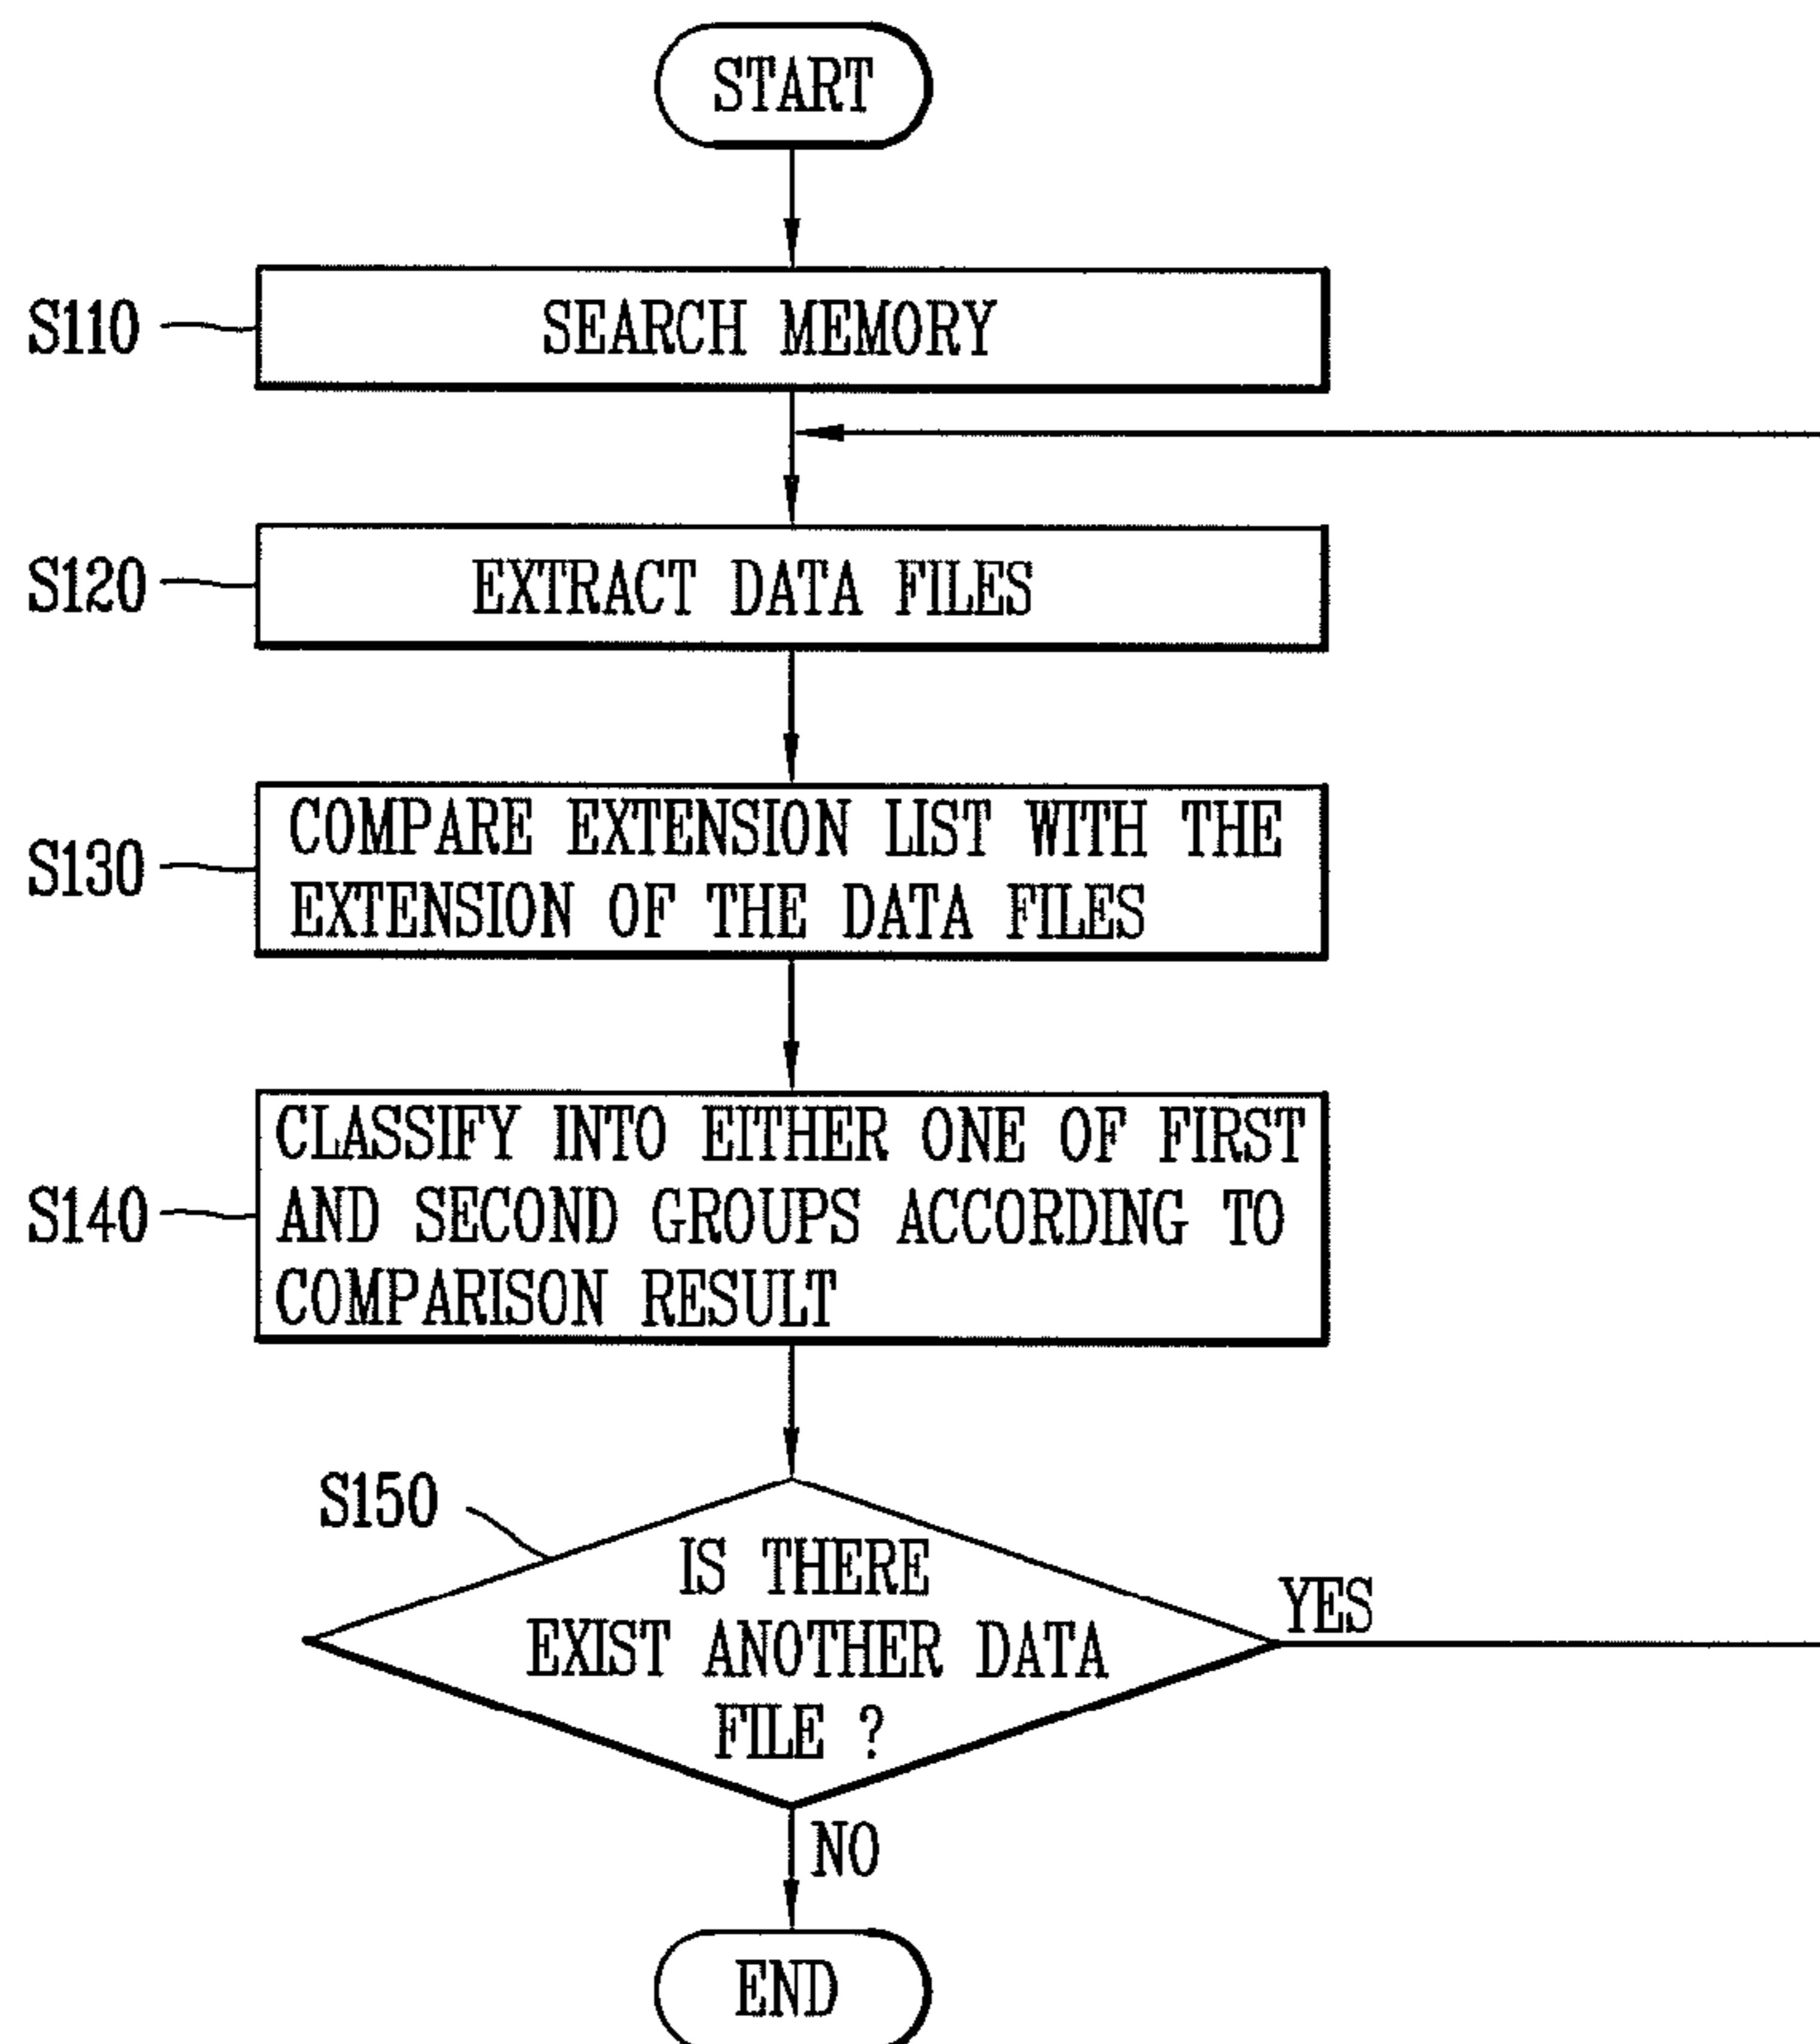 START
S110
SEARCH MEMORY
S120
EXTRACT DATA FILES
S130
COMPARE EXTENSION LIST WITH THE
EXTENSION OF THE DATA FILES
S140
CLASSIFY INTO EITHER ONE OF FIRST
AND SECOND GROUPS ACCORDING TO
COMPARISON RESULT
S150
IS THERE
EXIST ANOTHER DATA
FILE ?
YES
NO
END